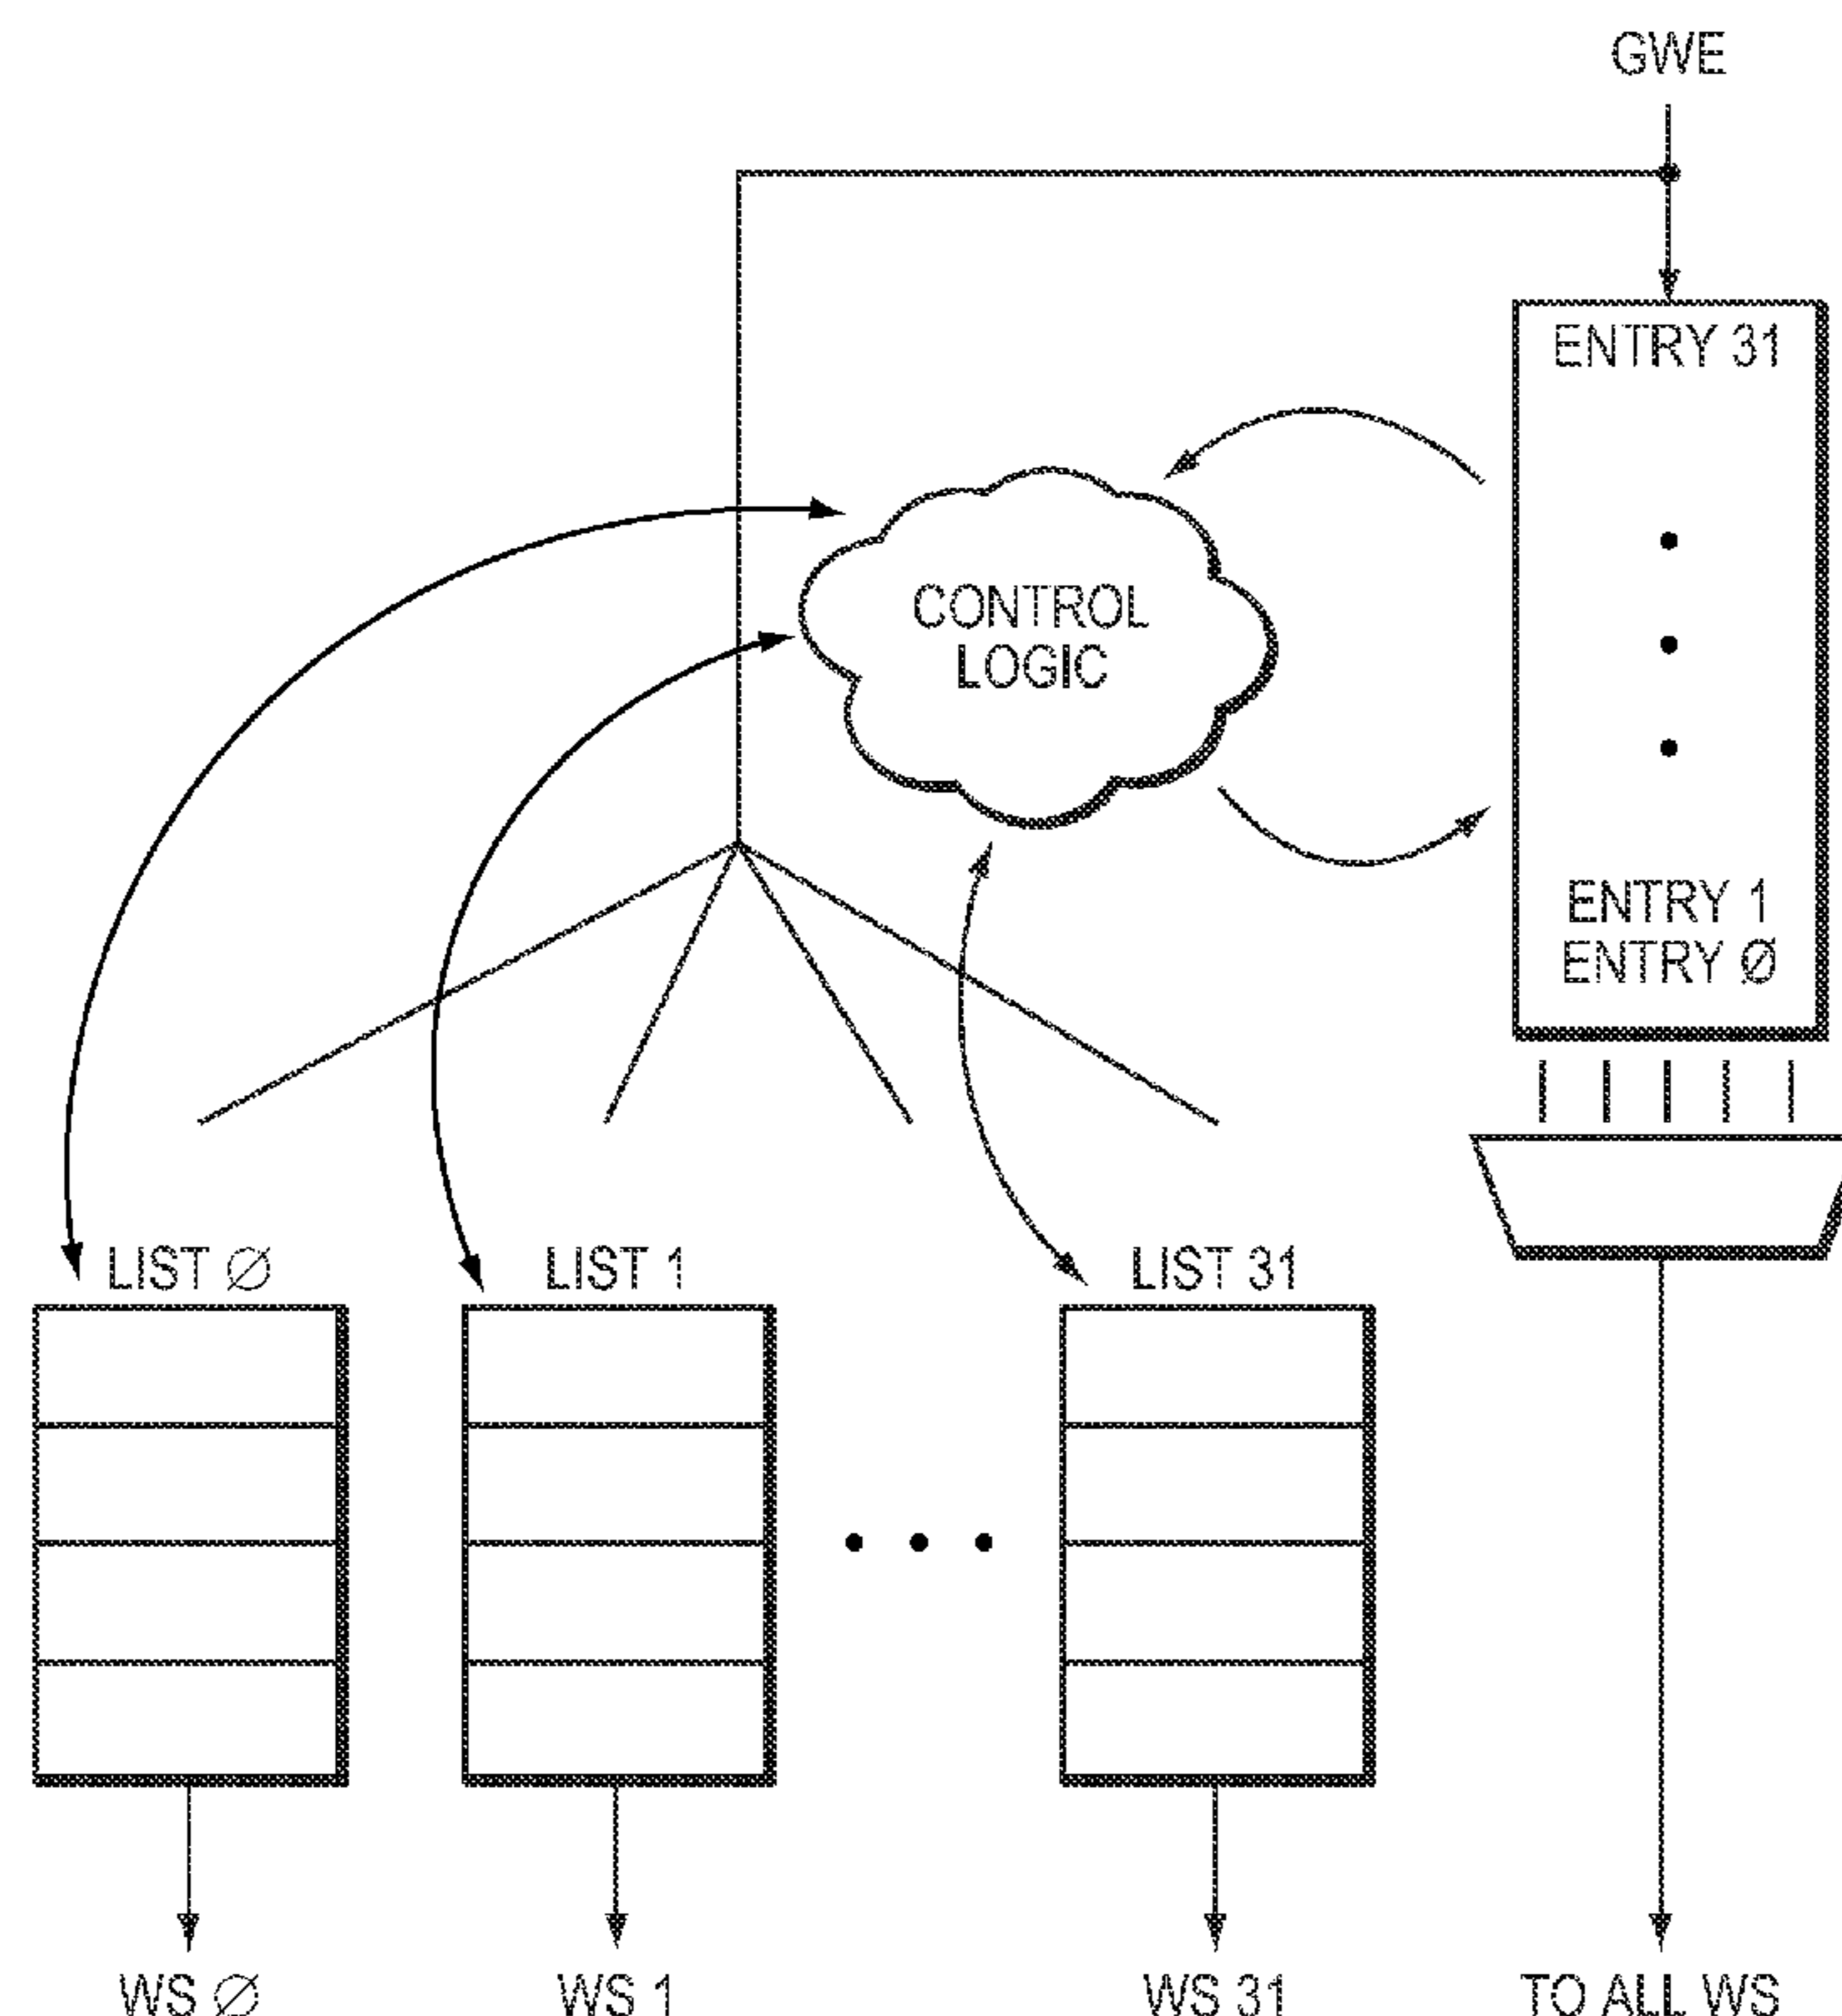 GWE
ENTRY 31
CONTROL
LOGIC
ENTRY 1
ENTRY Ø
LIST Ø
LIST 1
LIST 31
WS Ø
WS 1
WS 31
TO ALL WS